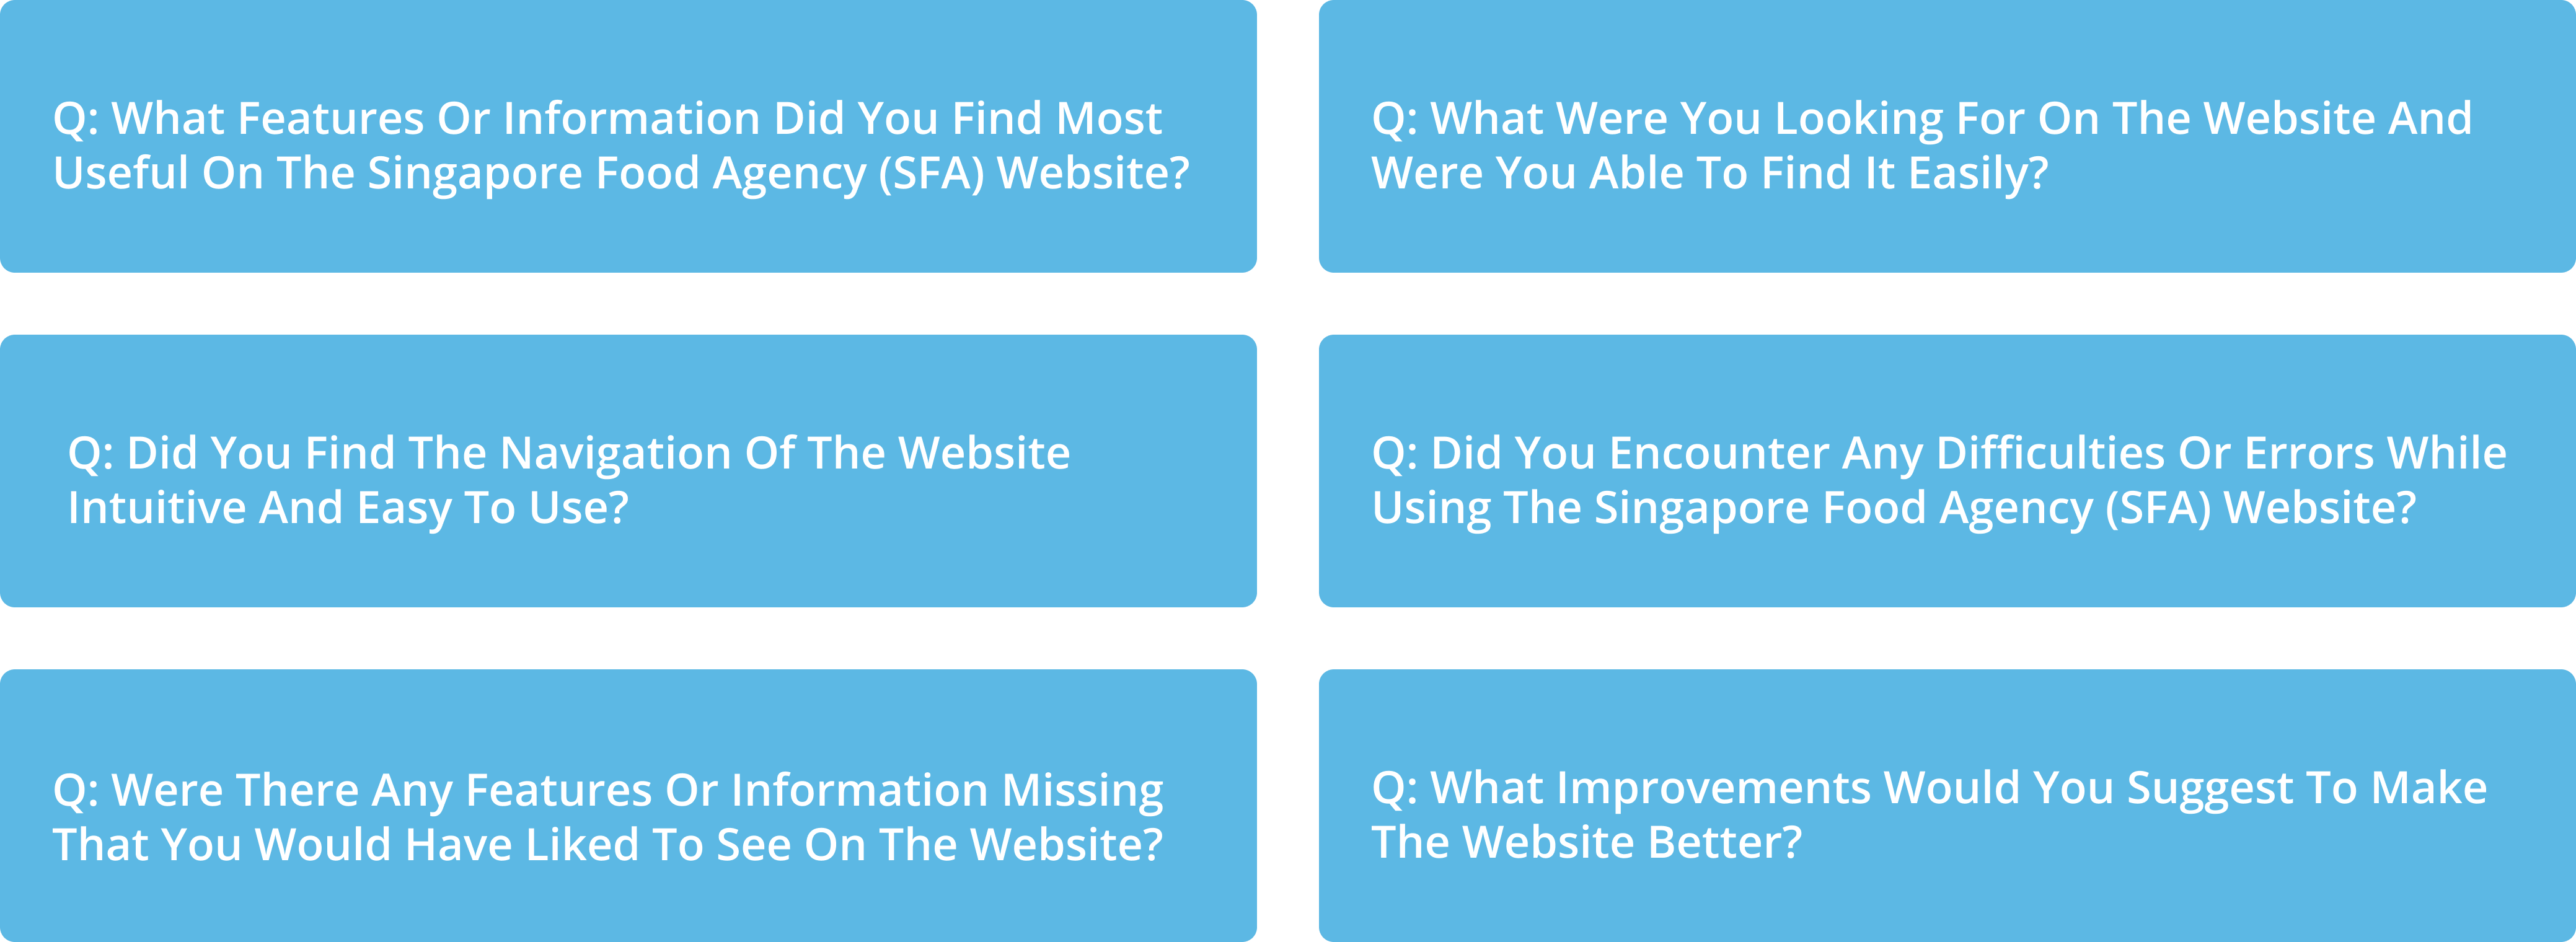 Q: What Features Or Information Did You Find Most
Useful On The Singapore Food Agency (SFA) Website?
Q: What Were You Looking For On The Website And
Were You Able To Find It Easily?
Q: Did You Find The Navigation Of The Website
Intuitive And Easy To Use?
Q: Did You Encounter Any Difficulties Or Errors While
Using The Singapore Food Agency (SFA) Website?
Q: Were There Any Features Or Information Missing
That You Would Have Liked To See On The Website?
Q: What Improvements Would You Suggest To Make
The Website Better?